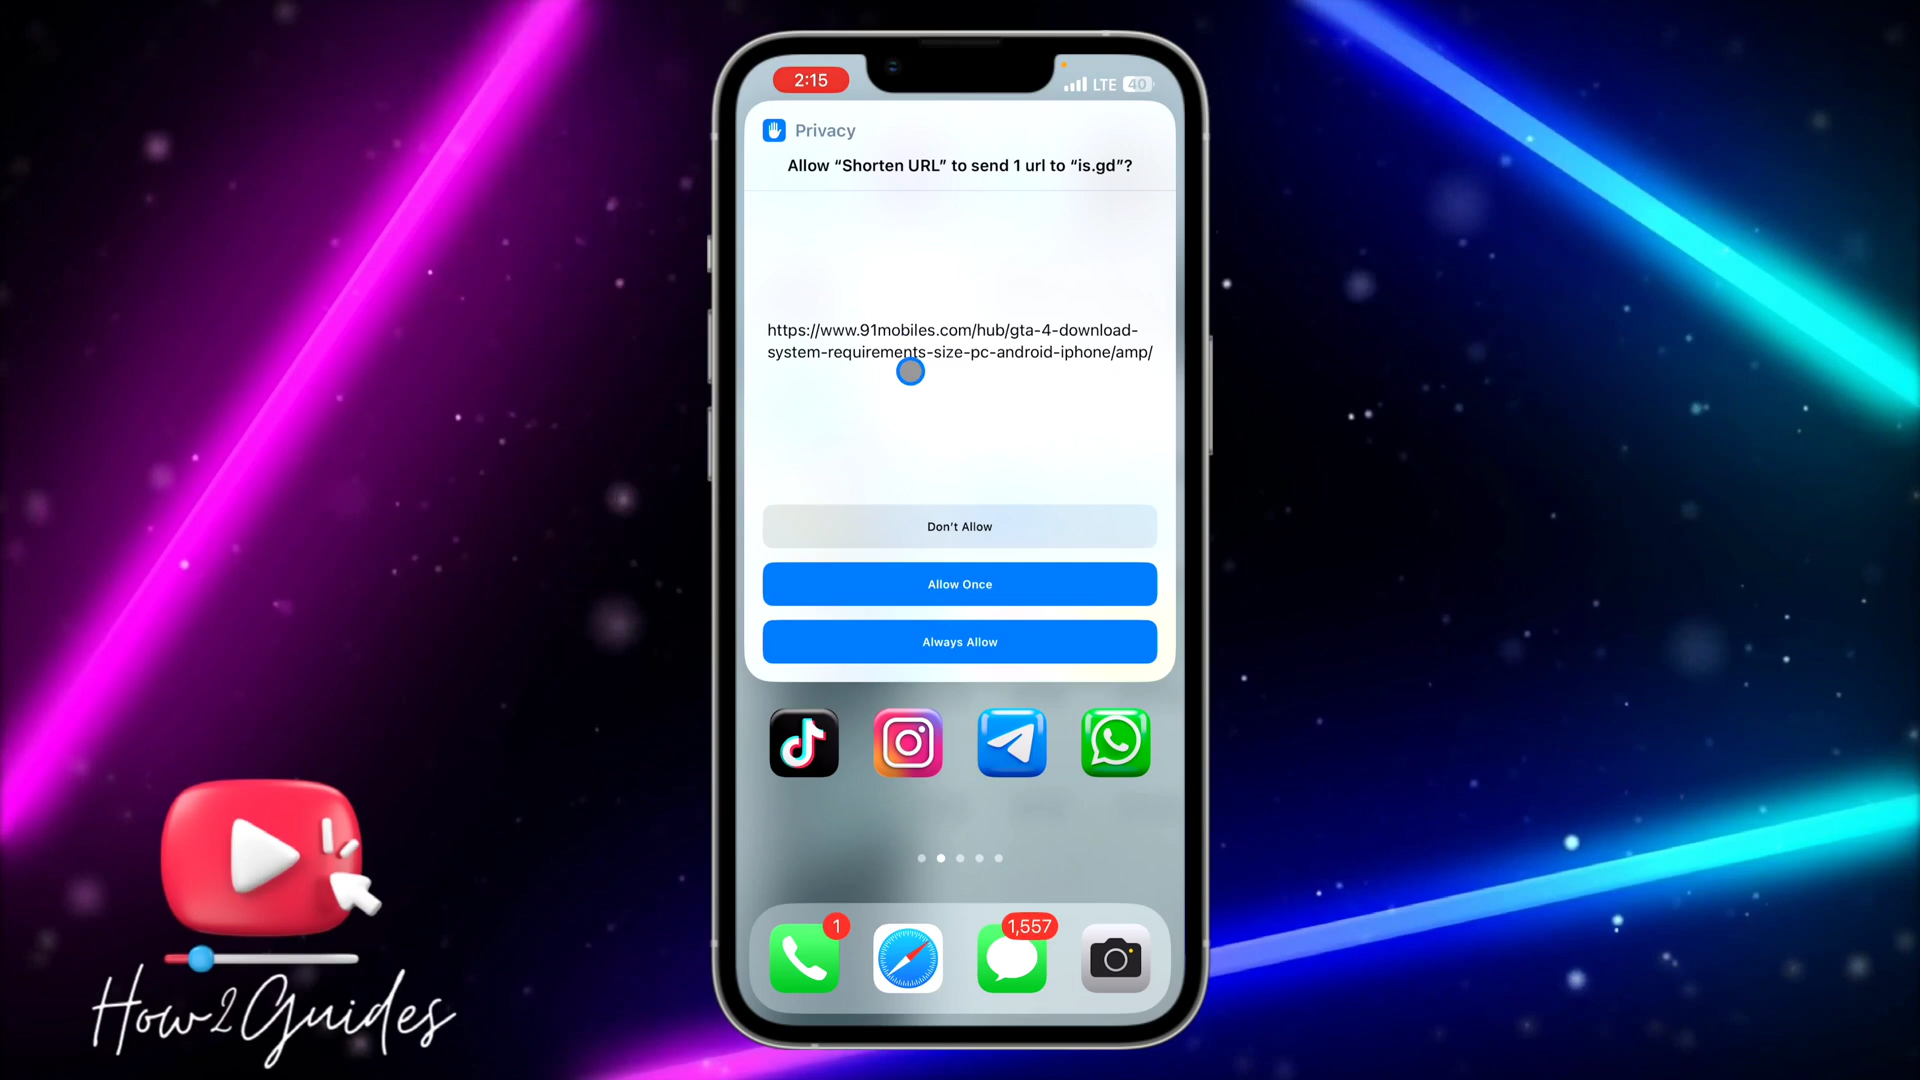 2:15
LTE 40
Privacy
Allow “Shorten URL” to send 1 url to “is.gd”?
https://www.91mobiles.com/hub/gta-4-download-
system-requirements-size-pc-android-iphone/amp/
Don’t Allow
Allow Once
Always Allow
1
1,557
How2Guides